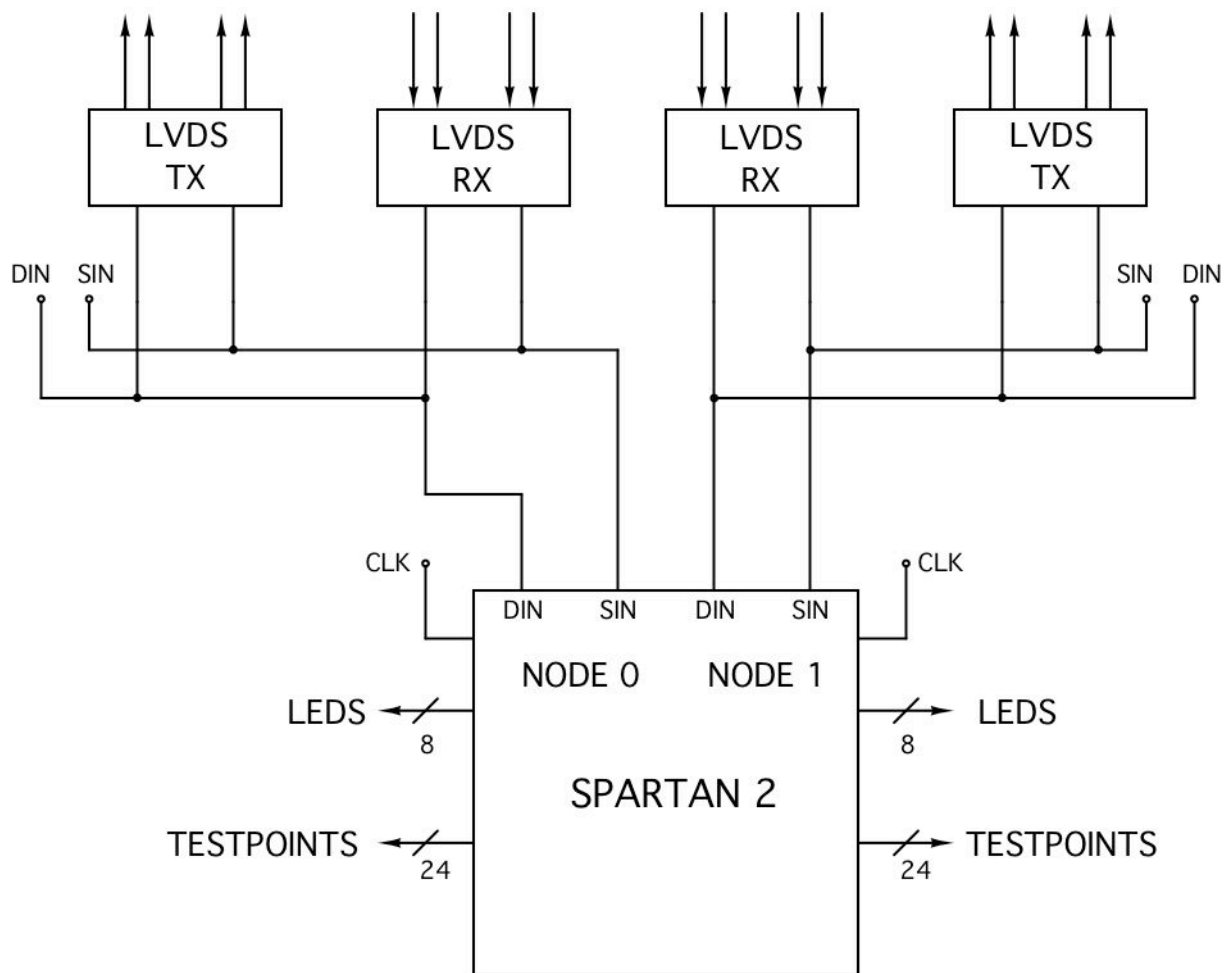 LVDS
TX
LVDS
RX
LVDS
RX
LVDS
TX
DIN SIN
SIN DIN
CLK
CLK
DIN SIN DIN SIN
NODE 0 NODE 1
LEDS
8
8
LEDS
SPARTAN 2
TESTPOINTS
24
24
TESTPOINTS